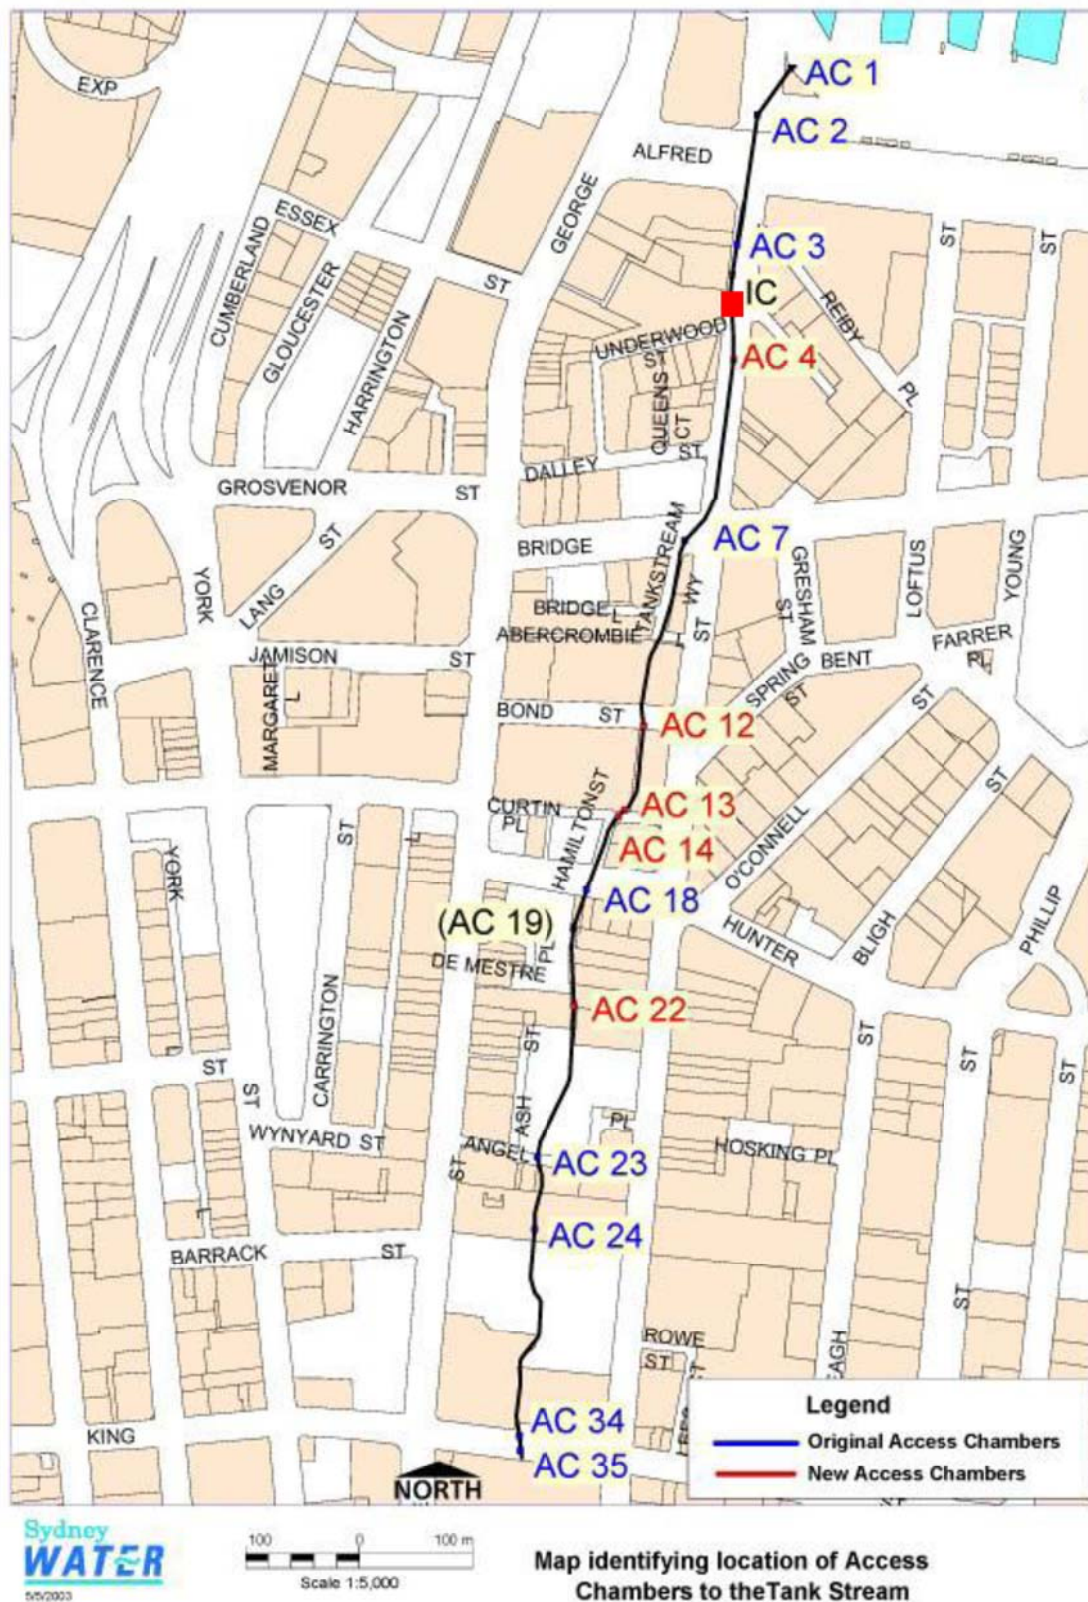 AC 1
EXP
AC 2
ALFRED
ESSEX
GEORGE
CUMBERLAND
ST
ST
AC 3
GLOUCESTER
ST
IC
REIBY
HARRINGTON
UNDERWOOD
ST
AC 4
QUEENS
CT
PL
DALLEY
ST
GROSVENOR
ST
ST
TANKSTREAM
BRIDGE
AC 7
YORK
LANG
CLARENCE
WY
GRESHAM
ST
LOFTUS
YOUNG
BRIDGE
L
ABERCROMBIE
L
ST
FARRER
PL
JAMISON
ST
MARGARET
L
SPRING
ST
BENT
BOND
ST
AC 12
ST
ST
HAMILTON ST
CURTIN
PL
AC 13
AC 14
O'CONNELL
YORK
ST
L
AC 18
(AC 19)
HUNTER
BLIGH
PHILLIP
PL
DE MESTRE
AC 22
CARRINGTON
ST
ST
ST
ST
L
ST
ST
ASH
PL
WYNYARD ST
ANGEL
AC 23
HOSKING PL
ST
L
AC 24
BARRACK
ST
ST
ROWE
ST
ST
EAGH
KING
AC 34
AC 35
NORTH
Legend
Original Access Chambers
New Access Chambers
Sydney
WATER
5/5/2003
100 0 100 m
Scale 1:5,000
Map identifying location of Access
Chambers to theTank Stream